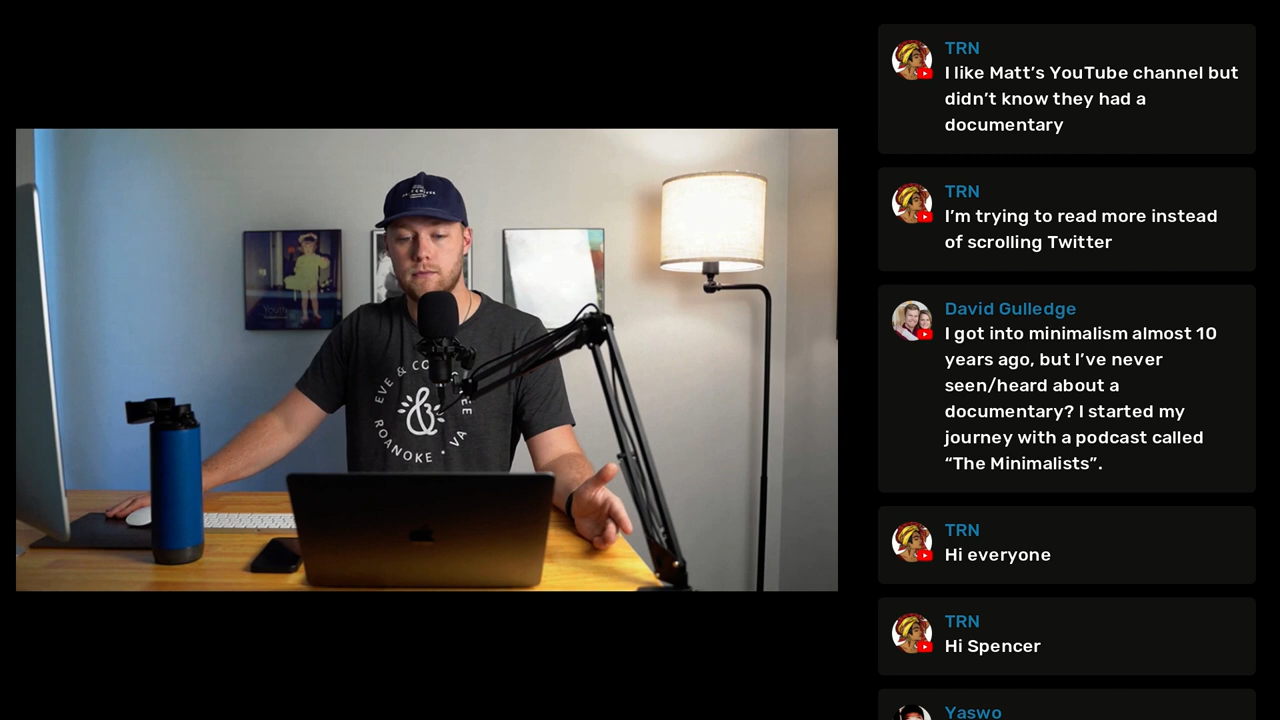 TRN
I like Matt’s YouTube channel but
didn’t know they had a
documentary
TRN
I’m trying to read more instead
of scrolling Twitter
David Gulledge
I got into minimalism almost 10
years ago, but I’ve never
seen/heard about a
documentary? I started my
journey with a podcast called
“The Minimalists”.
TRN
Hi everyone
TRN
Hi Spencer
Yaswo
EVE & CO
EE
&
ROANOKE • VA